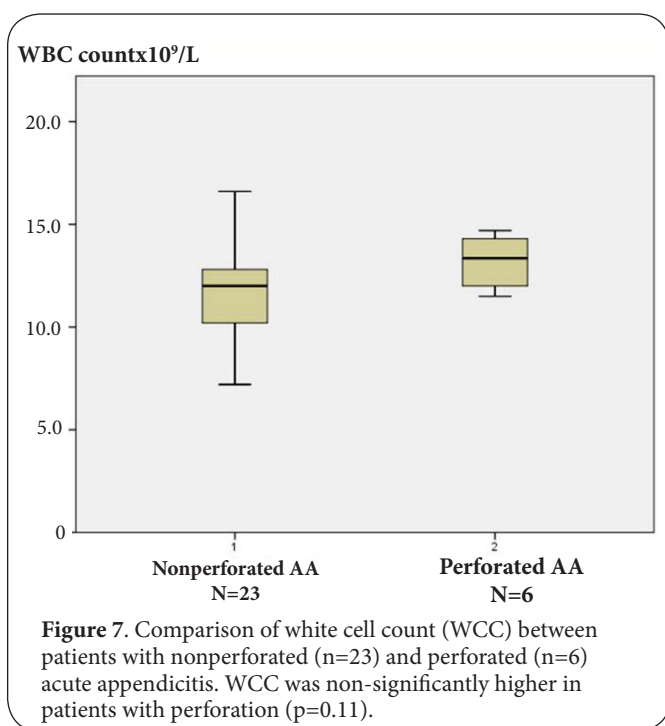 WBC countx10⁹/L
20.0
15.0
10.0
5.0
0
1
2
Nonperforated AA
N=23
Perforated AA
N=6
Figure 7. Comparison of white cell count (WCC) between
patients with nonperforated (n=23) and perforated (n=6)
acute appendicitis. WCC was non-significantly higher in
patients with perforation (p=0.11).